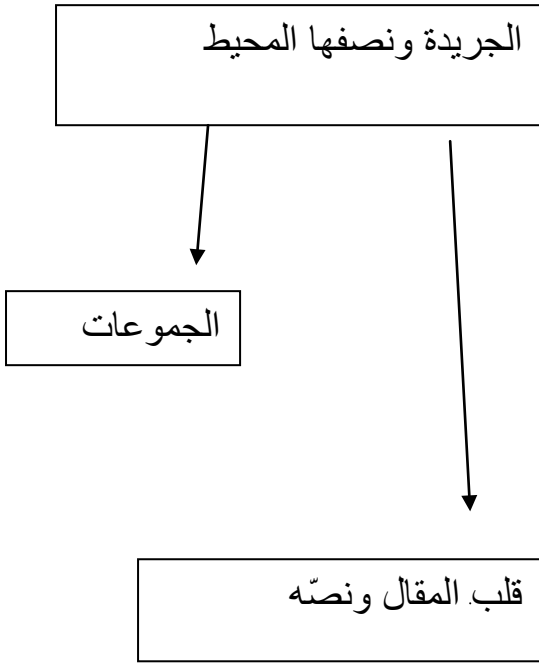 الجريدة ونصفها المحيط
الجموعات
قلب المقال ونصّه